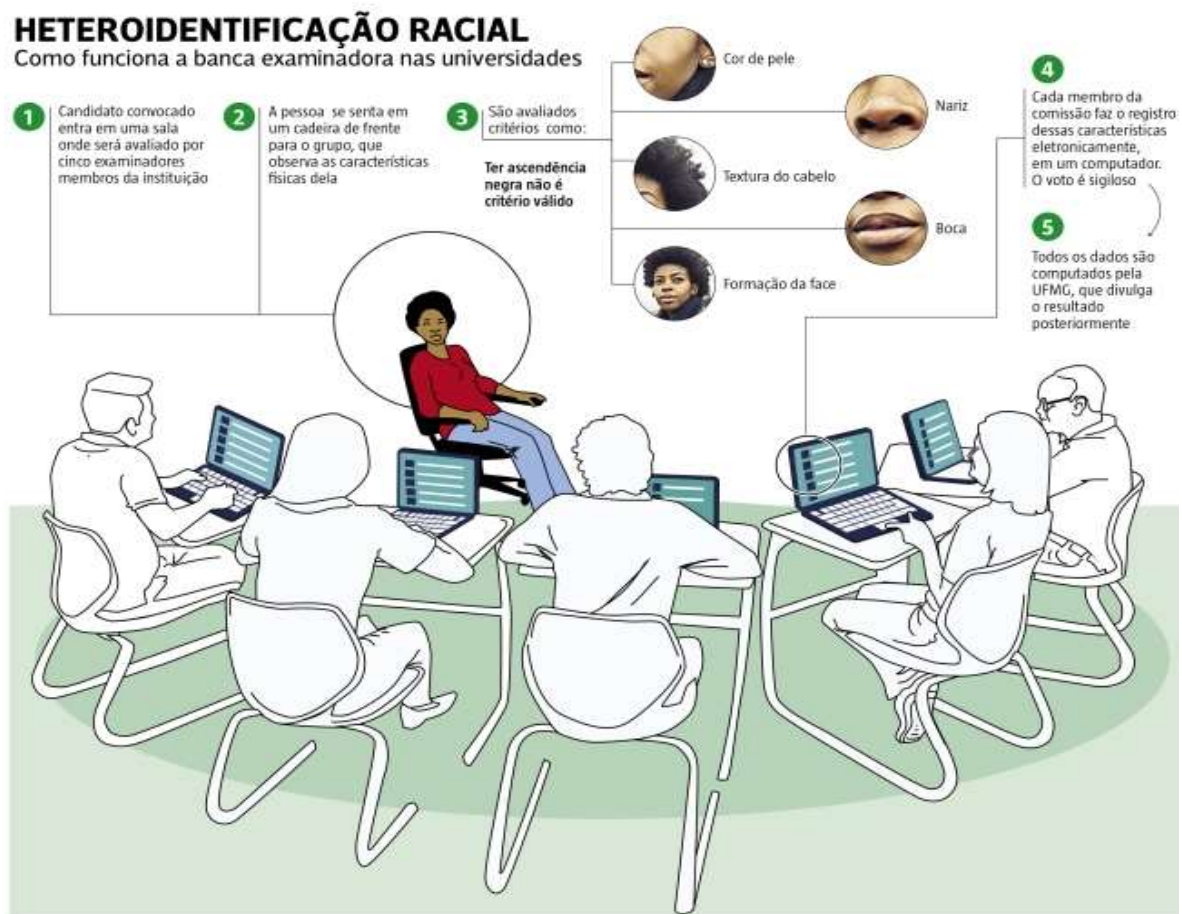 HETEROIDENTIFICAÇÃO RACIAL
Como funciona a banca examinadora nas universidades
1
Candidato convocado
entra em uma sala
onde será avaliado por
cinco examinadores
membros da instituição
2
A pessoa se senta em
um cadeira de frente
para o grupo, que
observa as características
físicas dela
3
São avaliados
critérios como:
Ter ascendência
negra não é
critério válido
Cor de pele
Nariz
Textura do cabelo
Boca
Formação da face
4
Cada membro da
comissão faz o registro
dessas características
eletronicamente,
em um computador.
O voto é sigiloso
5
Todos os dados são
computados pela
UFMG, que divulga
o resultado
posteriormente